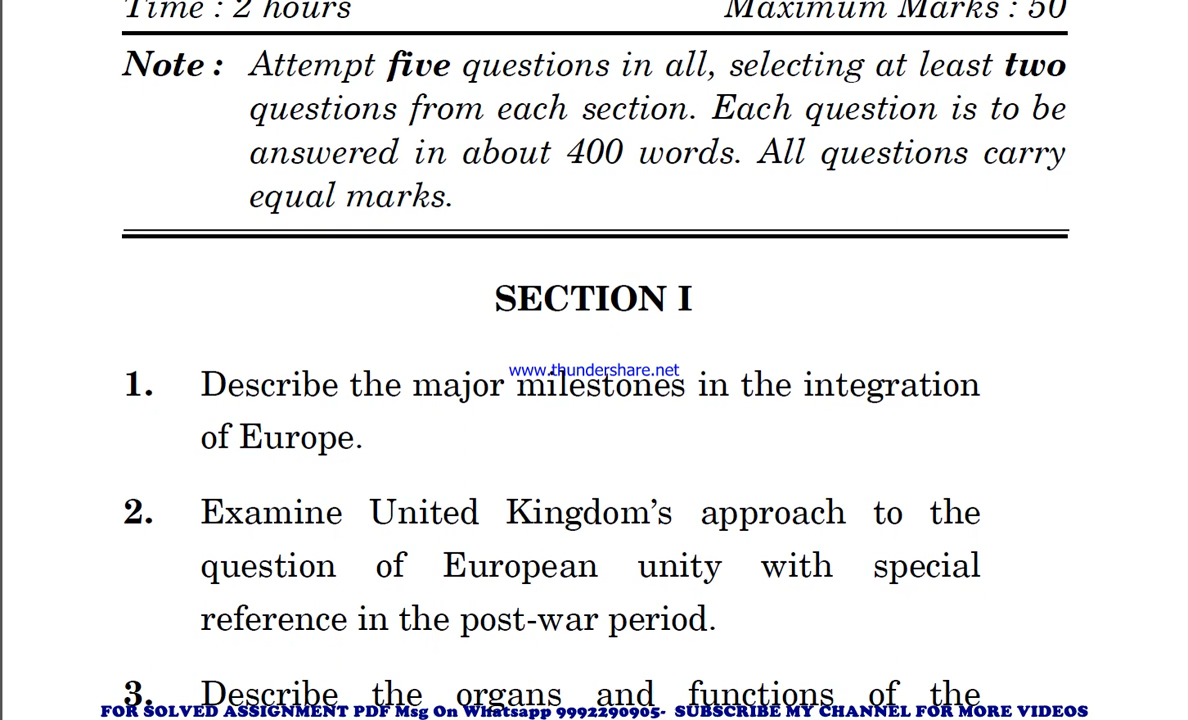 Time : 2 hours Maximum Marks : 50
Note : Attempt five questions in all, selecting at least two
questions from each section. Each question is to be
answered in about 400 words. All questions carry
equal marks.
SECTION I
www.thundershare.net
1. Describe the major milestones in the integration
of Europe.
2. Examine United Kingdom's approach to the
question of European unity with special
reference in the post-war period.
3. Describe the organs and functions of the
FOR SOLVED ASSIGNMENT PDF Msg On Whatsapp 9992290905- SUBSCRIBE MY CHANNEL FOR MORE VIDEOS